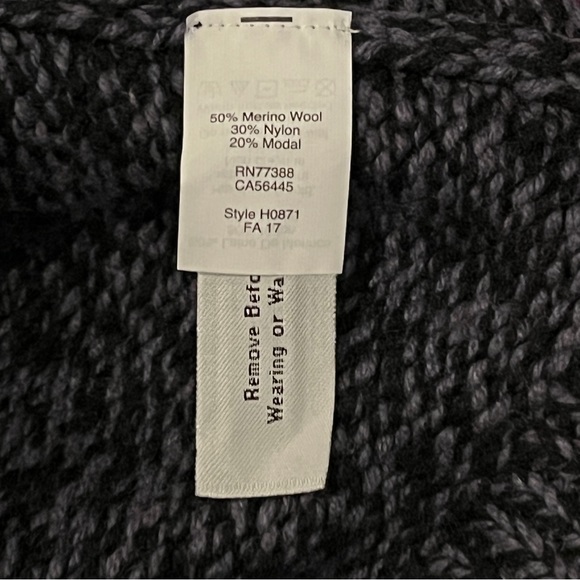 50% Merino Wool
30% Nylon
20% Modal
RN77388
CA56445
Style H0871
FA 17
Remove Befo
Wearing or Wa